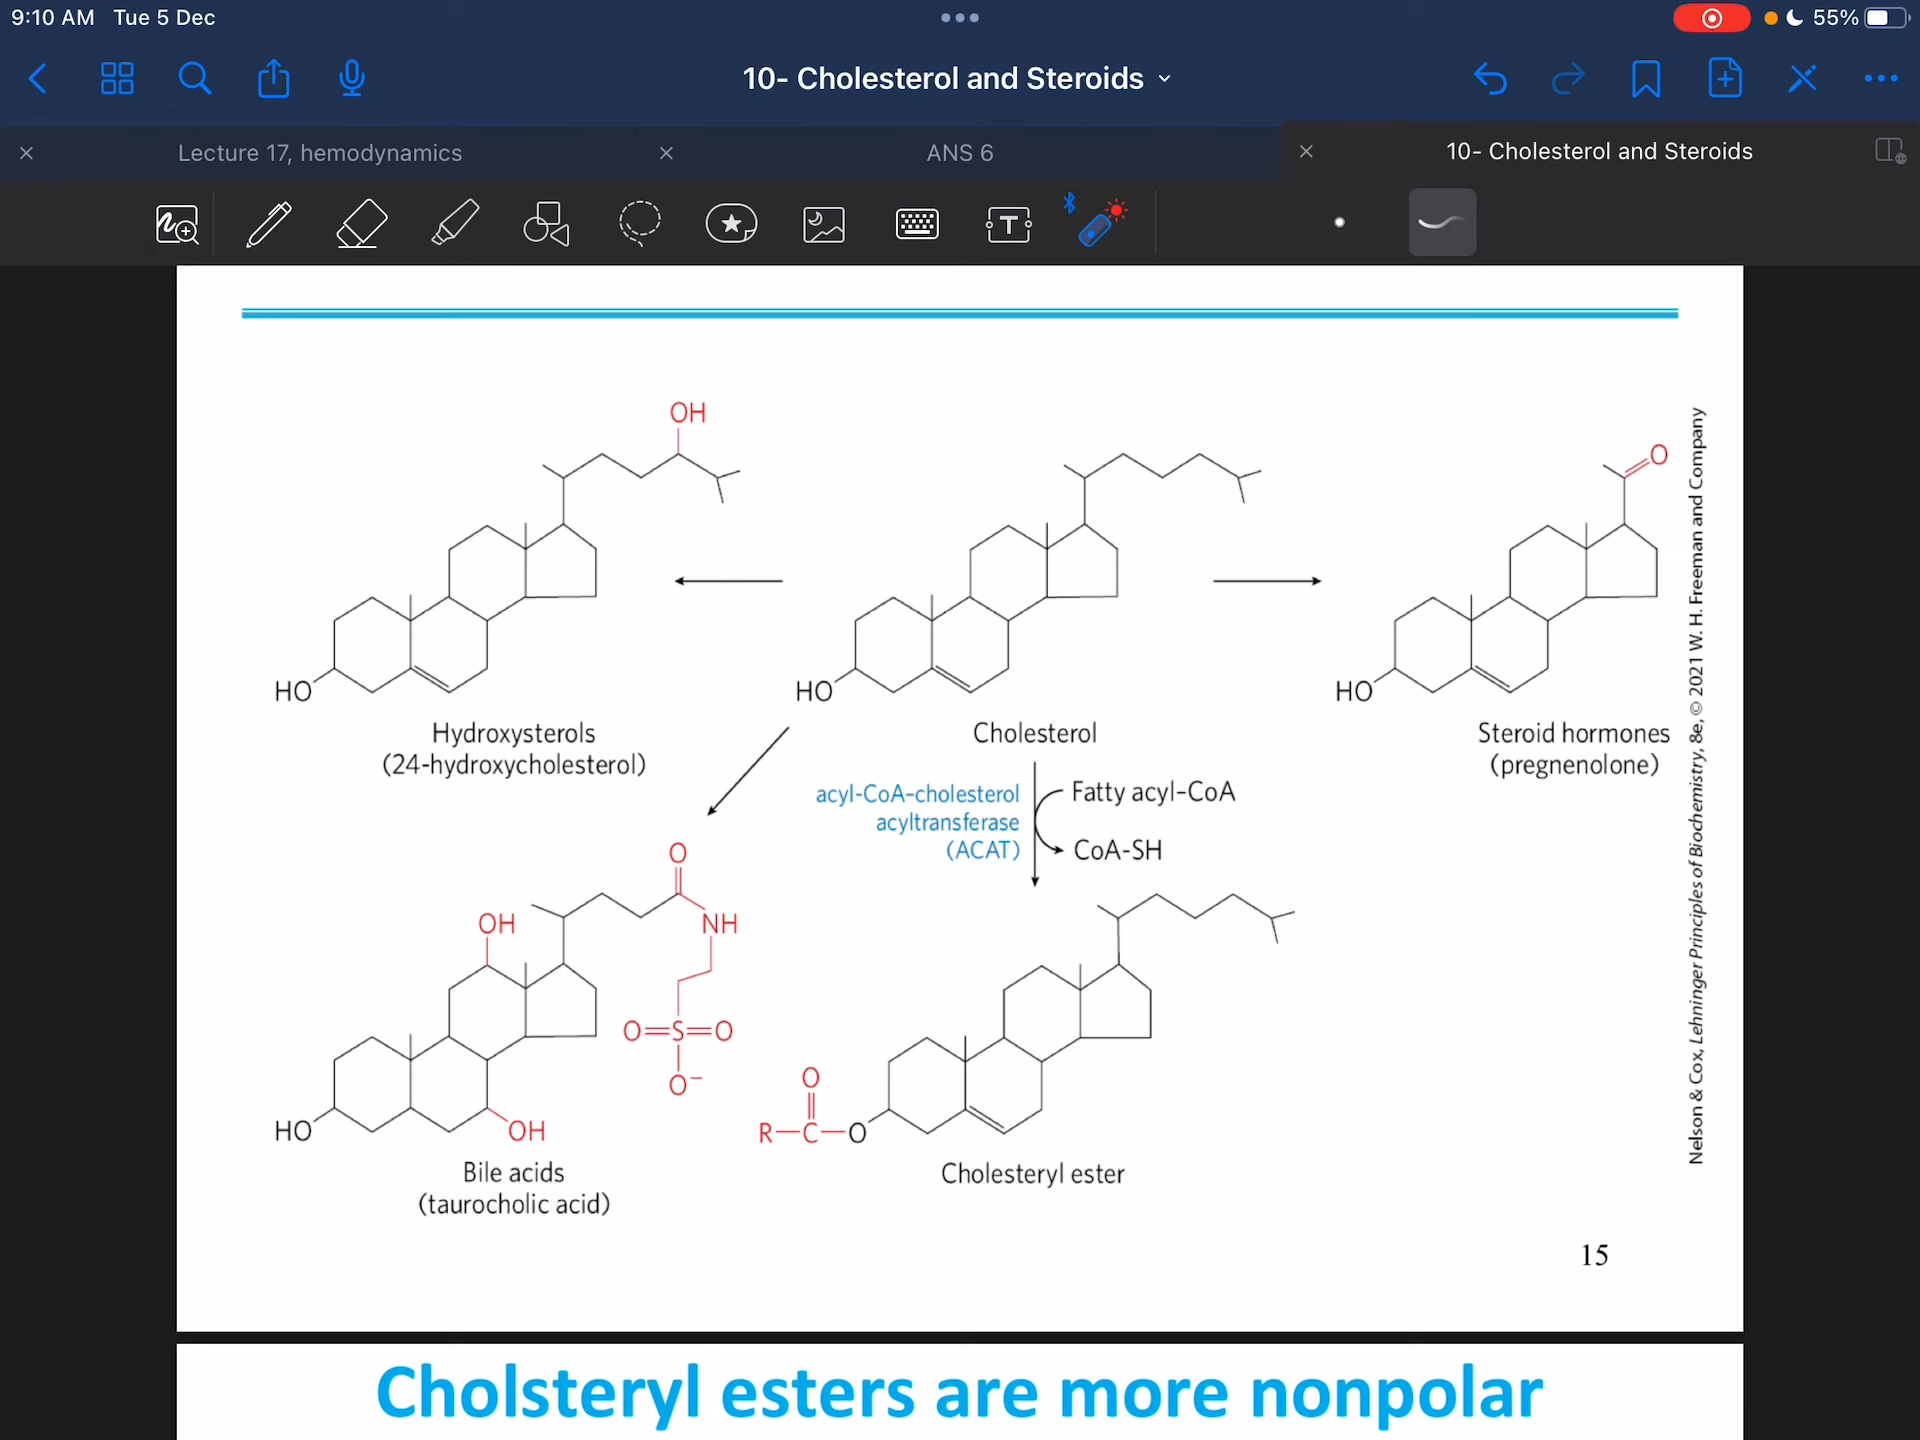 9:10 AM Tue 5 Dec
55%
10- Cholesterol and Steroids
Lecture 17, hemodynamics
ANS 6
10- Cholesterol and Steroids
T
OH
HO
Hydroxysterols
(24-hydroxycholesterol)
HO
Cholesterol
O
HO
Steroid hormones
(pregnenolone)
acyl-CoA-cholesterol
acyltransferase
(ACAT)
Fatty acyl-CoA
CoA-SH
O
OH
NH
O=S=O
O⁻
HO
OH
Bile acids
(taurocholic acid)
O
R—C—O
Cholesteryl ester
Nelson & Cox, Lehninger Principles of Biochemistry, 8e, © 2021 W. H. Freeman and Company
15
Cholsteryl esters are more nonpolar